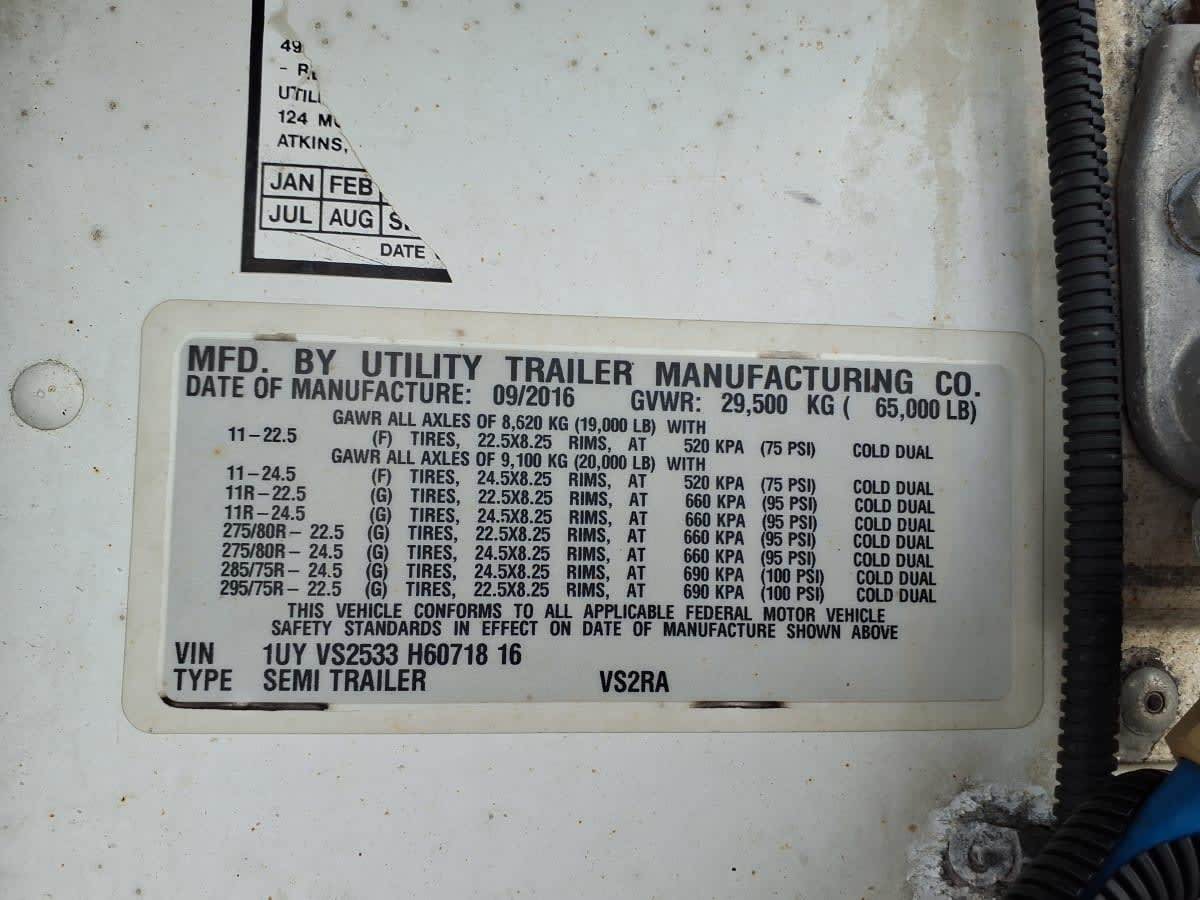 49
UTIL
124 M
ATKINS,
JAN FEB
JUL AUG S
DATE
MFD. BY UTILITY TRAILER MANUFACTURING CO.
DATE OF MANUFACTURE: 09/2016 GVWR: 29,500 KG ( 65,000 LB)
GAWR ALL AXLES OF 8,620 KG (19,000 LB) WITH
11-22.5 (F) TIRES, 22.5X8.25 RIMS, AT 520 KPA (75 PSI) COLD DUAL
GAWR ALL AXLES OF 9,100 KG (20,000 LB) WITH
11-24.5 (F) TIRES, 24.5X8.25 RIMS, AT 520 KPA (75 PSI) COLD DUAL
11R-22.5 (G) TIRES, 22.5X8.25 RIMS, AT 660 KPA (95 PSI) COLD DUAL
11R-24.5 (G) TIRES, 24.5X8.25 RIMS, AT 660 KPA (95 PSI) COLD DUAL
275/80R-22.5 (G) TIRES, 22.5X8.25 RIMS, AT 660 KPA (95 PSI) COLD DUAL
275/80R-24.5 (G) TIRES, 24.5X8.25 RIMS, AT 660 KPA (95 PSI) COLD DUAL
285/75R-24.5 (G) TIRES, 24.5X8.25 RIMS, AT 690 KPA (100 PSI) COLD DUAL
295/75R-22.5 (G) TIRES, 22.5X8.25 RIMS, AT 690 KPA (100 PSI) COLD DUAL
THIS VEHICLE CONFORMS TO ALL APPLICABLE FEDERAL MOTOR VEHICLE
SAFETY STANDARDS IN EFFECT ON DATE OF MANUFACTURE SHOWN ABOVE
VIN 1UY VS2533 H60718 16
TYPE SEMI TRAILER VS2RA